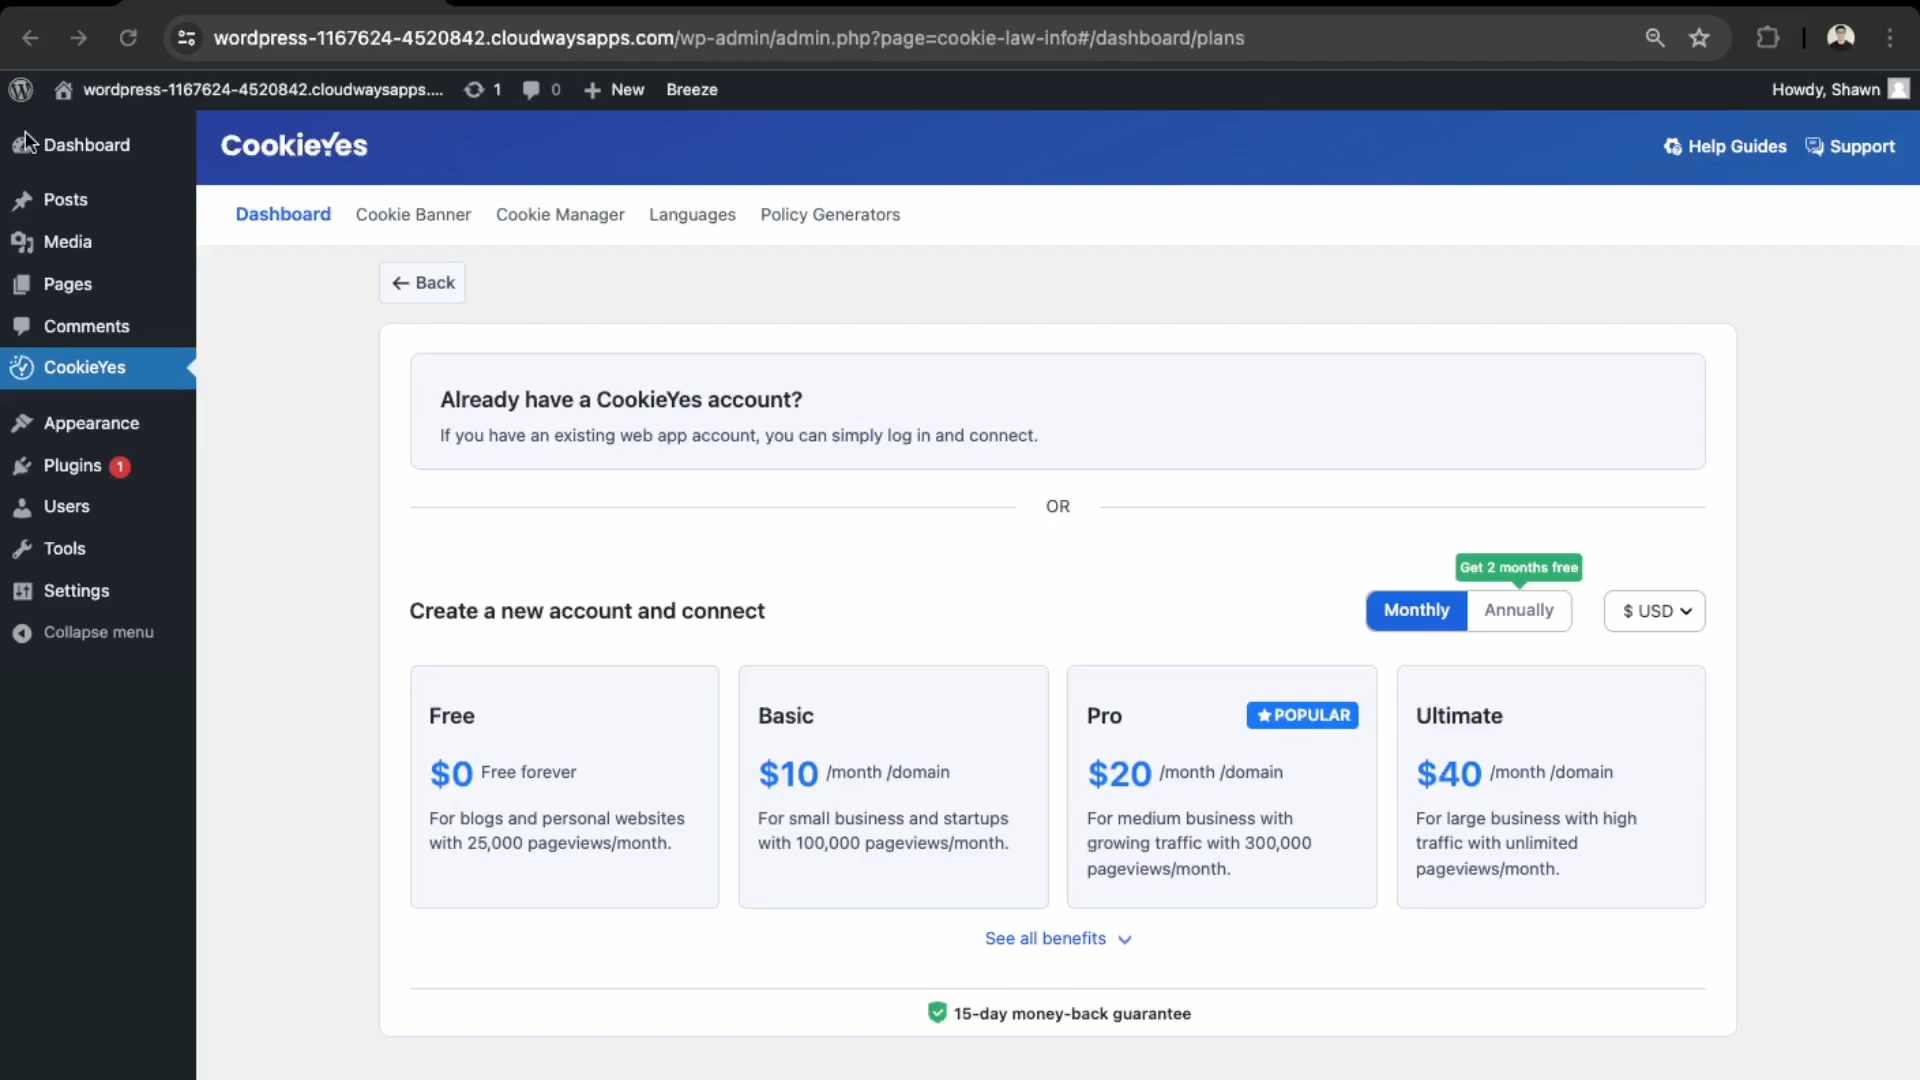 wordpress-1167624-4520842.cloudwaysapps.com/wp-admin/admin.php?page=cookie-law-info#/dashboard/plans
wordpress-1167624-4520842.cloudwaysapps.... 1 0 New Breeze Howdy, Shawn
Dashboard
Posts
Media
Pages
Comments
CookieYes
Appearance
Plugins 1
Users
Tools
Settings
Collapse menu
CookieYes Help Guides Support
Dashboard Cookie Banner Cookie Manager Languages Policy Generators
Back
Already have a CookieYes account?
If you have an existing web app account, you can simply log in and connect.
OR
Get 2 months free
Create a new account and connect Monthly Annually $ USD
Free
$0 Free forever
For blogs and personal websites
with 25,000 pageviews/month.
Basic
$10 /month /domain
For small business and startups
with 100,000 pageviews/month.
Pro POPULAR
$20 /month /domain
For medium business with
growing traffic with 300,000
pageviews/month.
Ultimate
$40 /month /domain
For large business with high
traffic with unlimited
pageviews/month.
See all benefits
15-day money-back guarantee